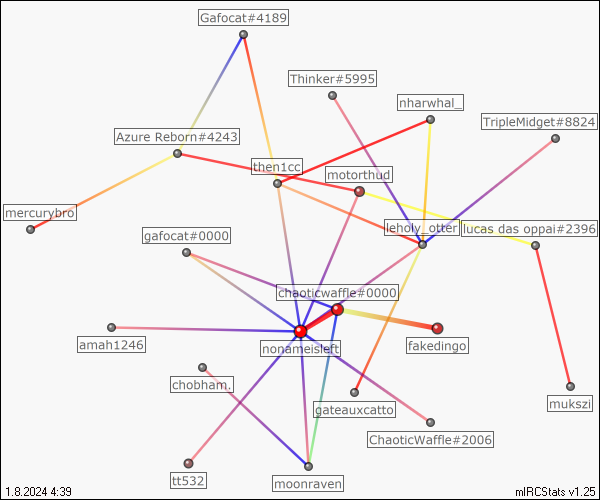 Gafocat#4189
Thinker#5995
nharwhal_
TripleMidget#8824
Azure Reborn#4243
then1cc
motorthud
mercurybro
gafocat#0000
leholy_otter
lucas das oppai#2396
chaoticwaffle#0000
amah1246
nonameisleft
fakedingo
chobham.
gateauxcatto
mukszi
ChaoticWaffle#2006
tt532
moonraven
1.8.2024 4:39
mIRCStats v1.25